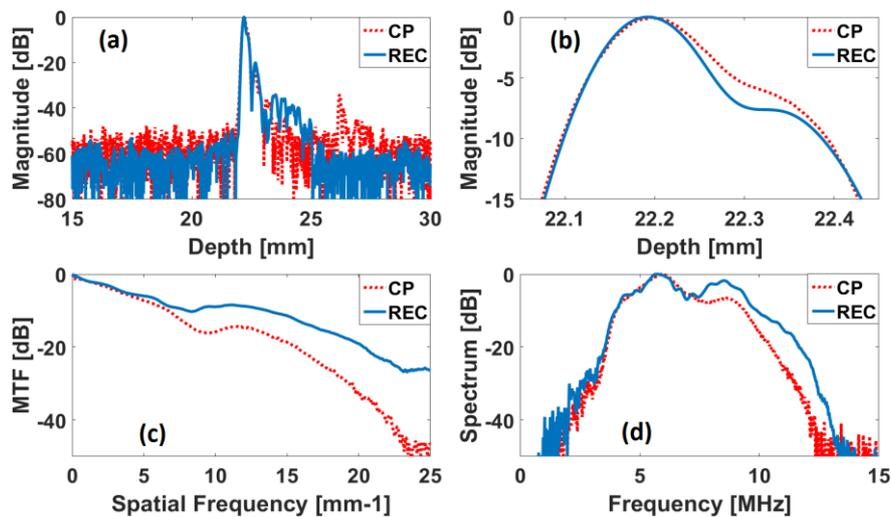 (a)
CP
REC
Magnitude [dB]
0
-20
-40
-60
-80
15
20
25
30
Depth [mm]
(b)
CP
REC
Magnitude [dB]
0
-5
-10
-15
22.1
22.2
22.3
22.4
Depth [mm]
(c)
CP
REC
MTF [dB]
0
-20
-40
0
5
10
15
20
25
Spatial Frequency [mm-1]
(d)
CP
REC
Spectrum [dB]
0
-20
-40
0
5
10
15
Frequency [MHz]